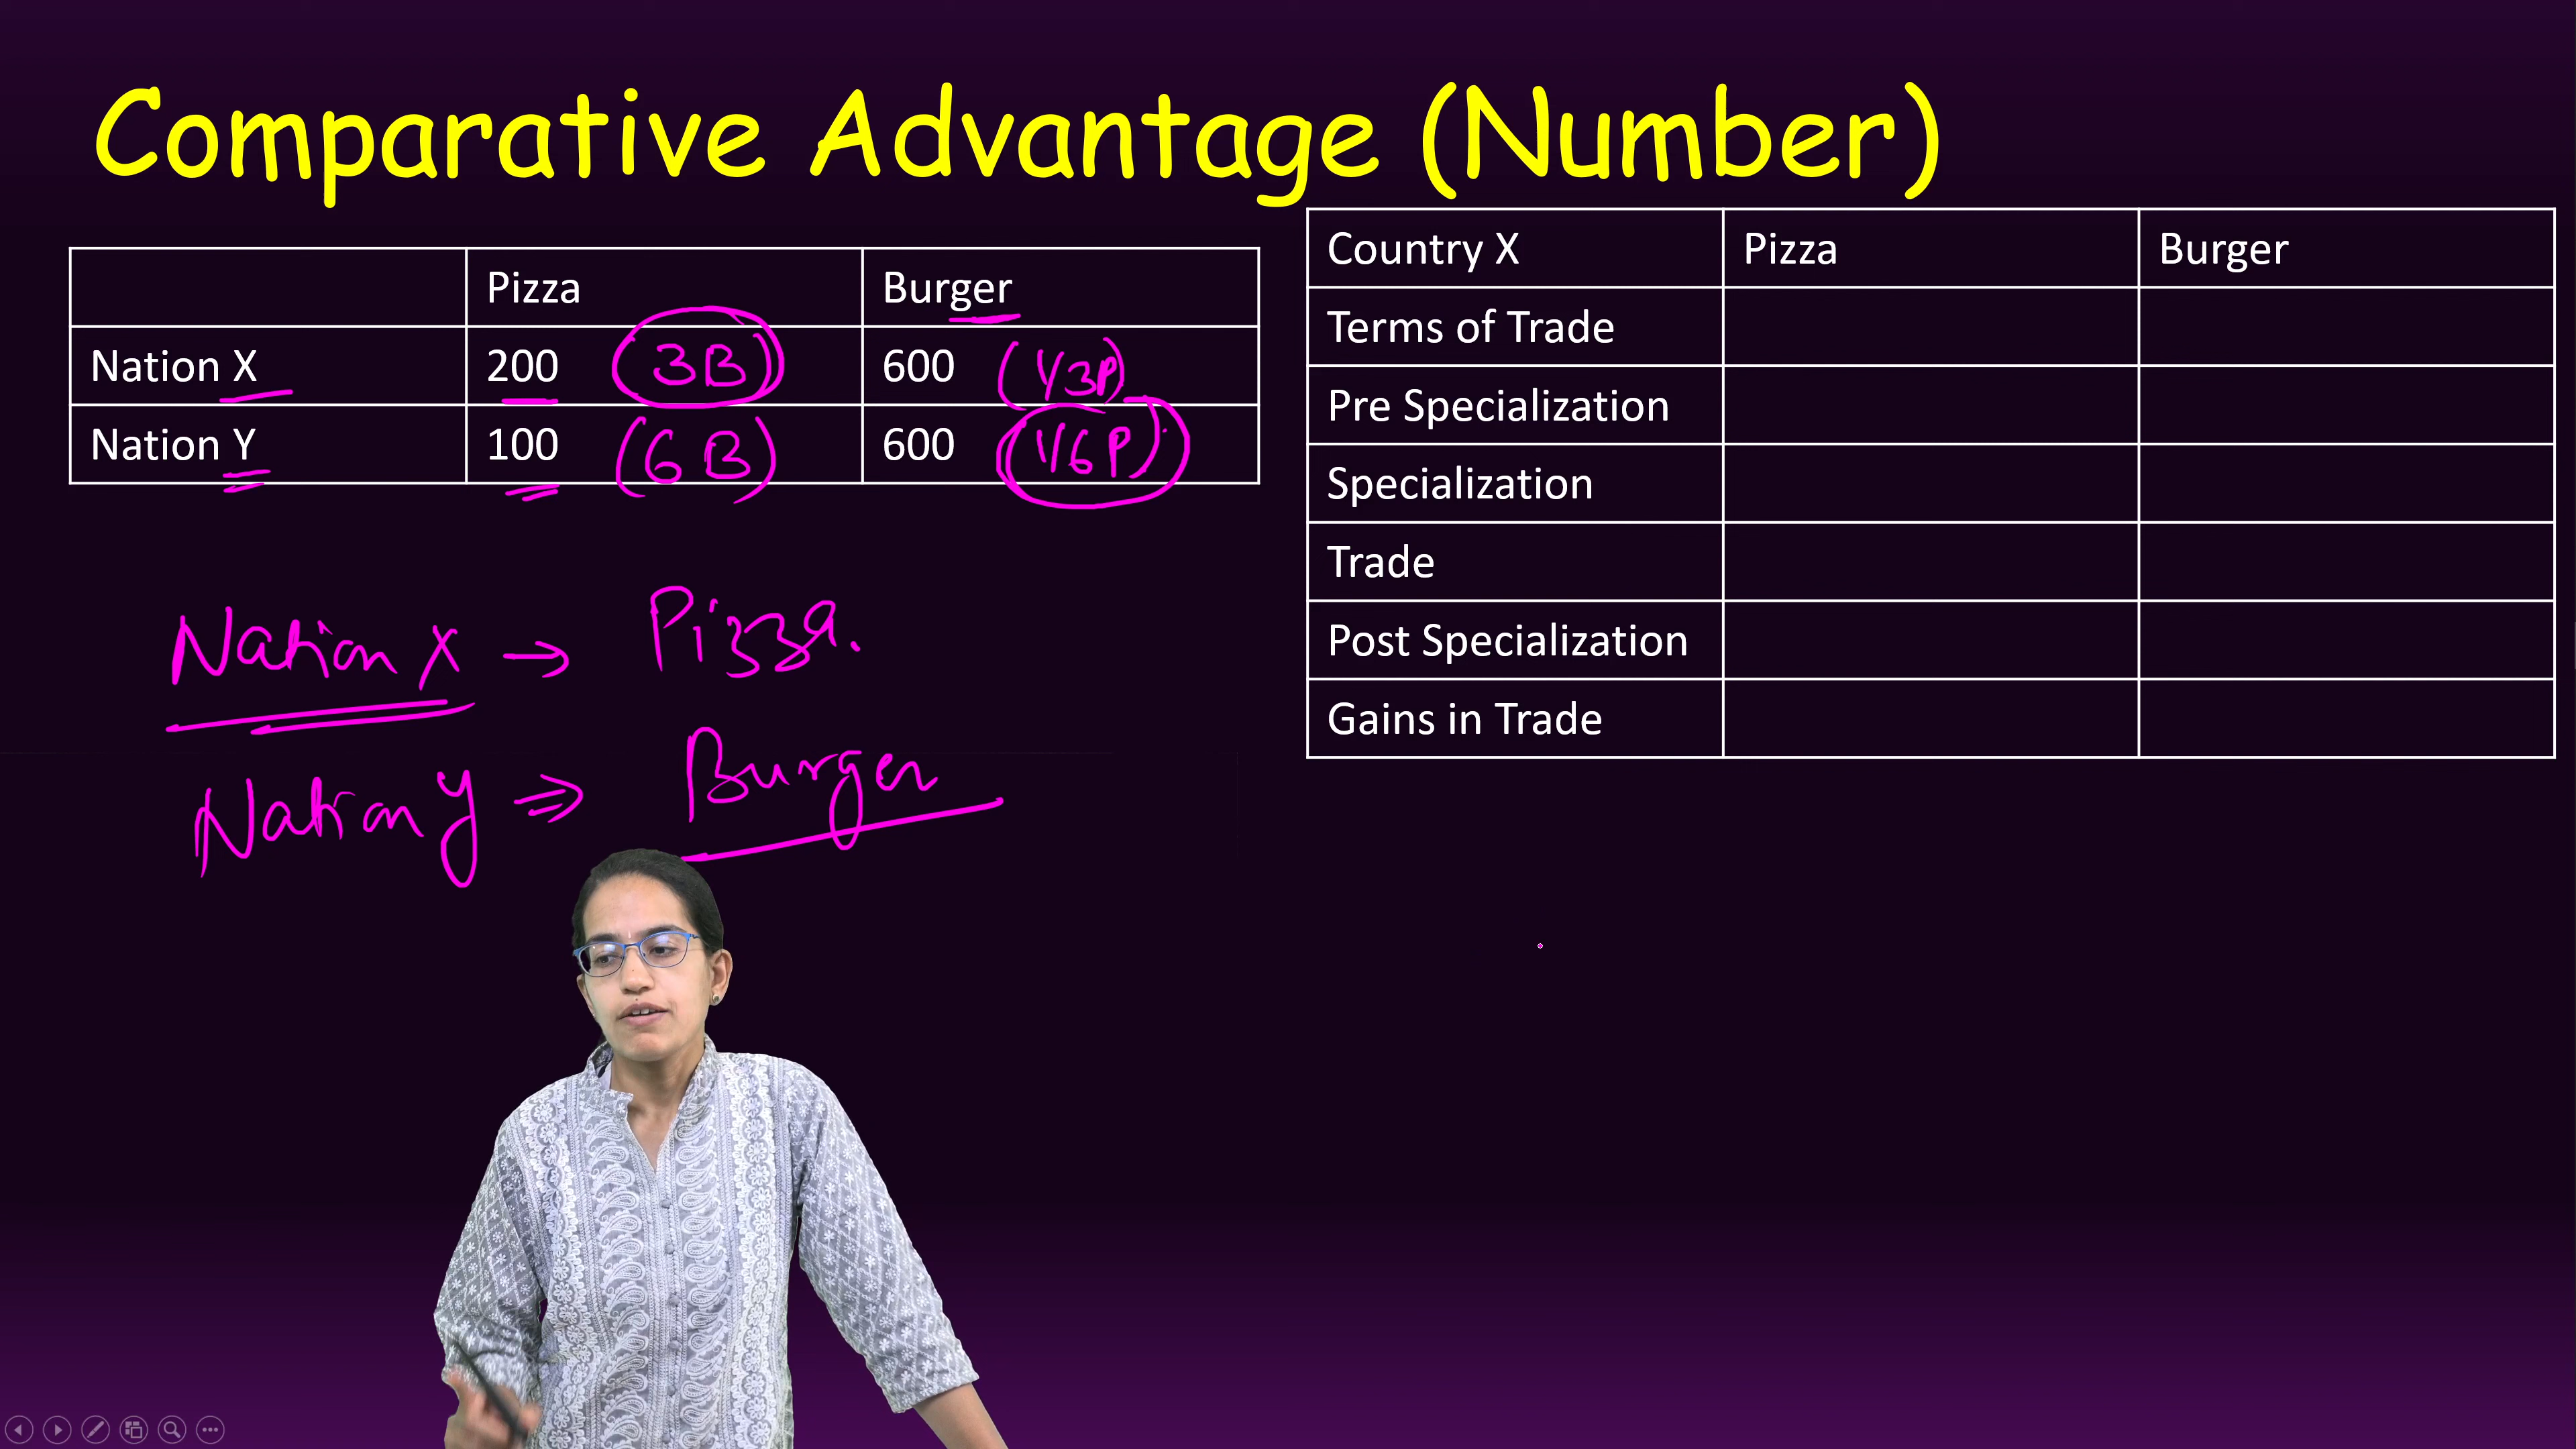 Comparative Advantage (Number)
Pizza Burger
Nation X 200 (3B) 600 (1/3P)
Nation Y 100 (6B) 600 (1/6P)
Nation X → Pizza.
Nation Y ⇒ Burger
Country X Pizza Burger
Terms of Trade
Pre Specialization
Specialization
Trade
Post Specialization
Gains in Trade